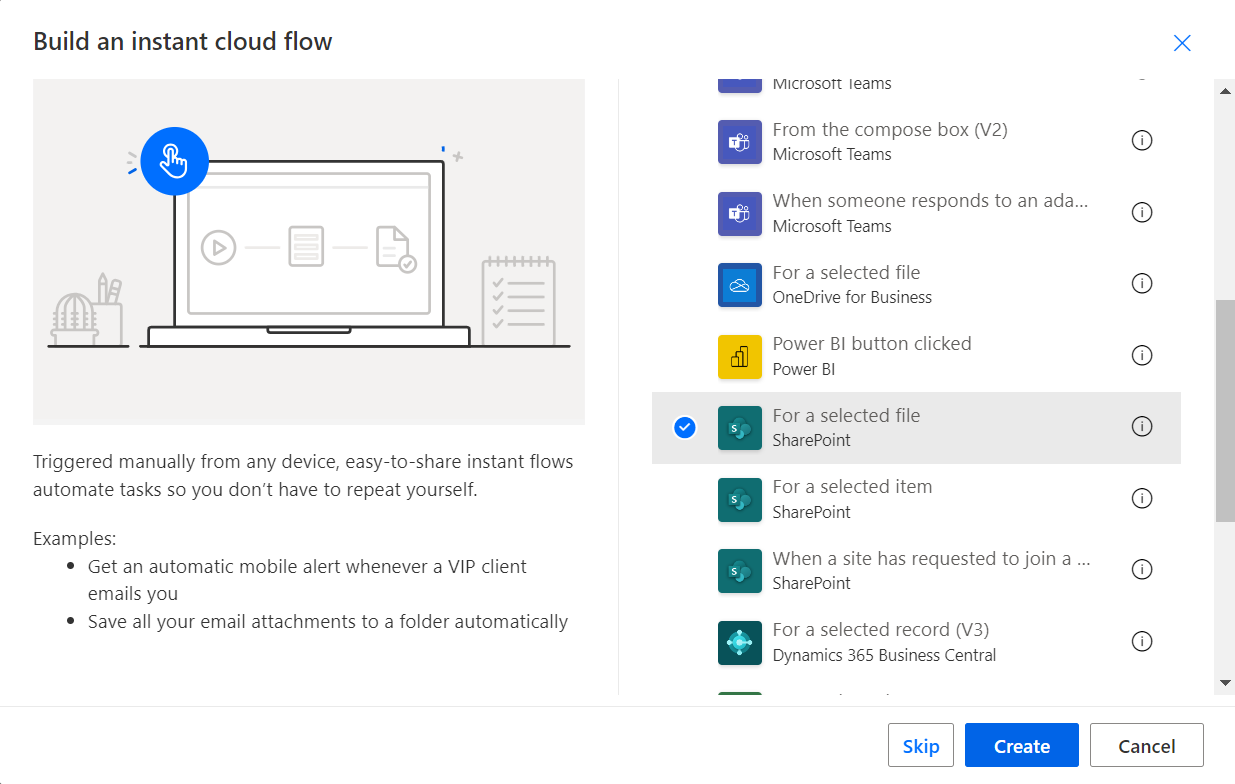 Build an instant cloud flow
Triggered manually from any device, easy-to-share instant flows
automate tasks so you don’t have to repeat yourself.
Examples:
Get an automatic mobile alert whenever a VIP client
emails you
Save all your email attachments to a folder automatically
Microsoft Teams
From the compose box (V2)
Microsoft Teams
When someone responds to an ada...
Microsoft Teams
For a selected file
OneDrive for Business
Power BI button clicked
Power BI
For a selected file
SharePoint
For a selected item
SharePoint
When a site has requested to join a ...
SharePoint
For a selected record (V3)
Dynamics 365 Business Central
Skip
Create
Cancel